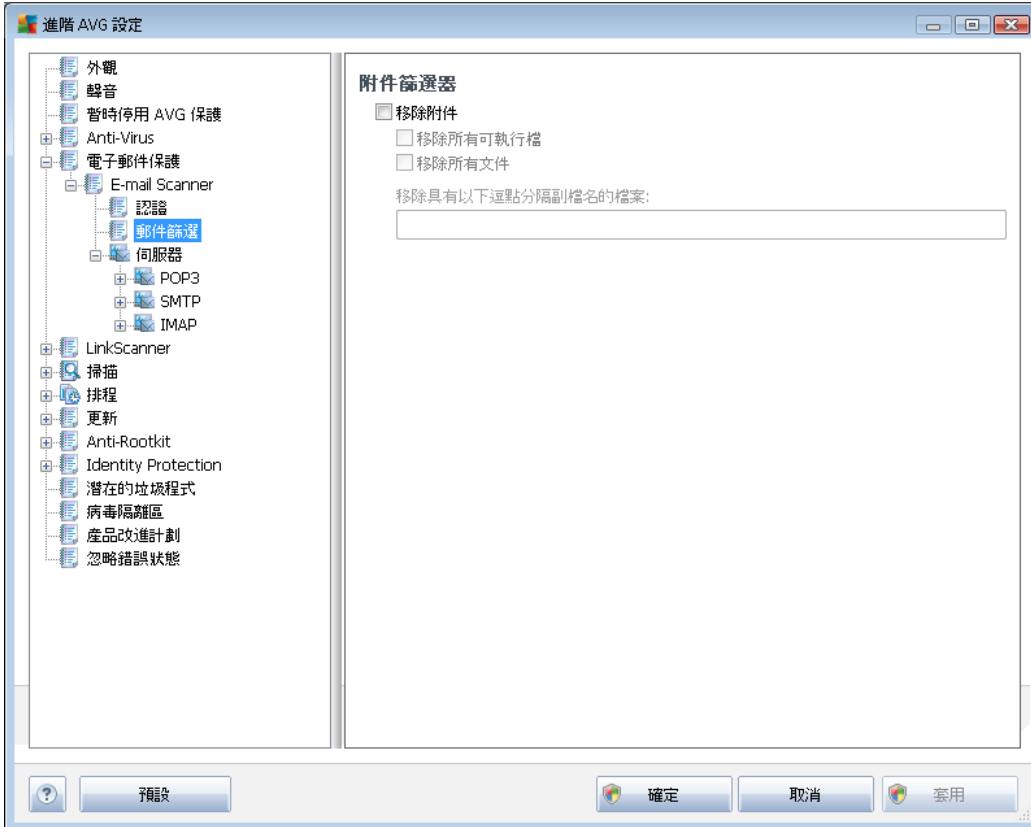 進階 AVG 設定
外觀
聲音
暫時停用 AVG 保護
Anti-Virus
電子郵件保護
E-mail Scanner
認證
郵件篩選
伺服器
POP3
SMTP
IMAP
LinkScanner
掃描
排程
更新
Anti-Rootkit
Identity Protection
潛在的垃圾程式
病毒隔離區
產品改進計劃
忽略錯誤狀態
附件篩選器
移除附件
移除所有可執行檔
移除所有文件
移除具有以下逗點分隔副檔名的檔案:
?
預設
確定
取消
套用